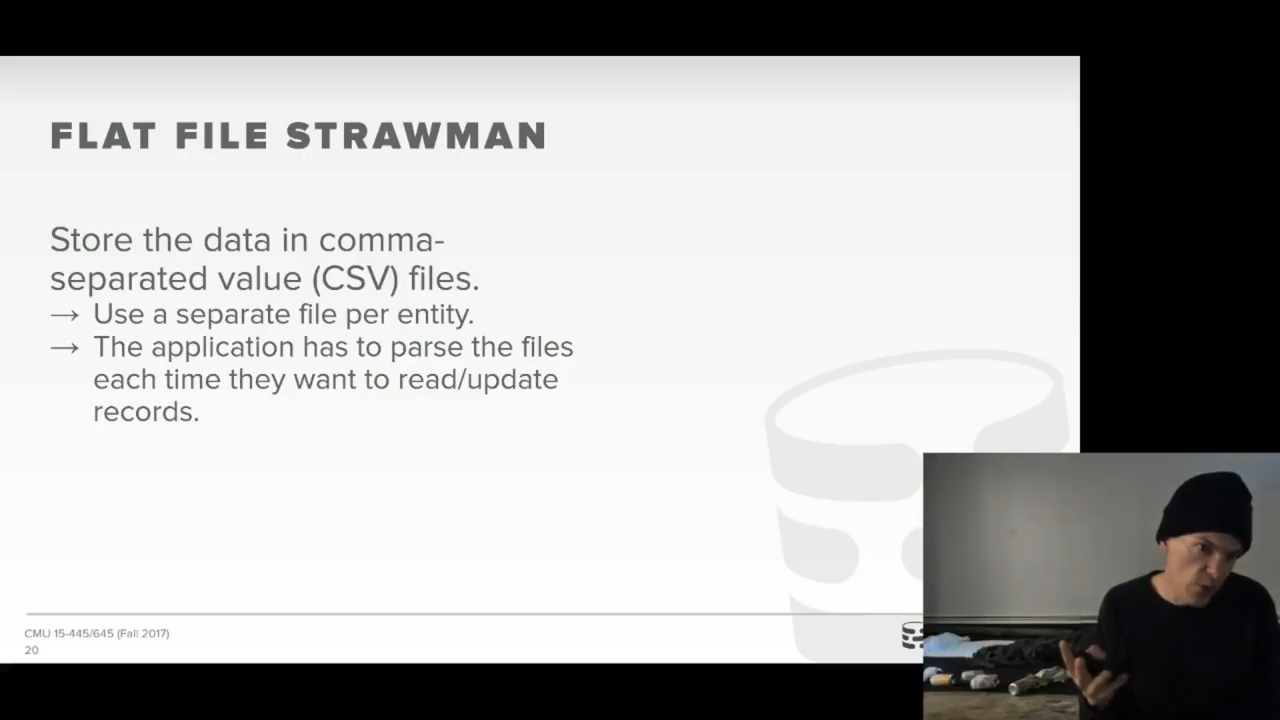 FLAT FILE STRAWMAN
Store the data in comma-
separated value (CSV) files.
→ Use a separate file per entity.
→ The application has to parse the files
each time they want to read/update
records.
CMU 15-445/645 (Fall 2017)
20